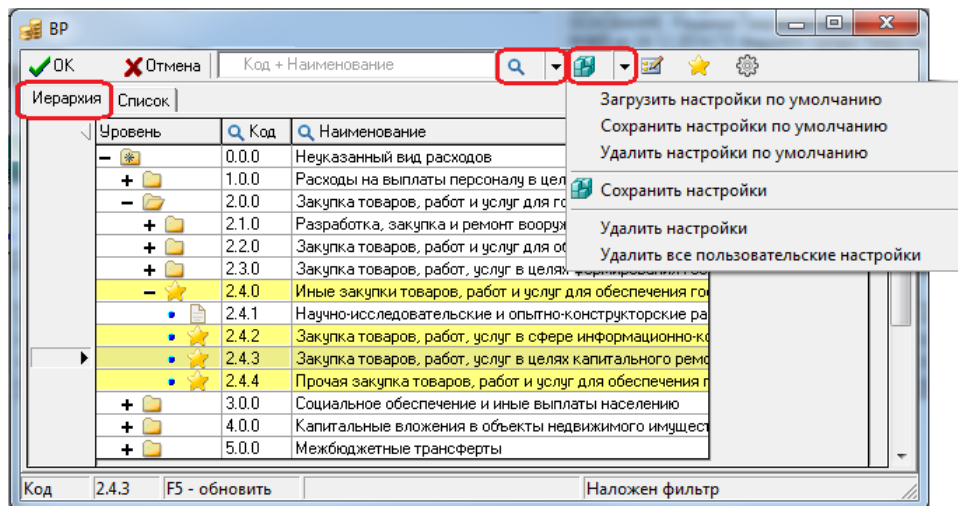 ВР
ОК Отмена Код + Наименование
Иерархия Список
Загрузить настройки по умолчанию
Сохранить настройки по умолчанию
Удалить настройки по умолчанию
Сохранить настройки
Удалить настройки
Удалить все пользовательские настройки
Уровень Код Наименование
0.0.0 Неуказанный вид расходов
1.0.0 Расходы на выплаты персоналу в цел
2.0.0 Закупка товаров, работ и услуг для го
2.1.0 Разработка, закупка и ремонт вооруж
2.2.0 Закупка товаров, работ и услуг для об
2.3.0 Закупка товаров, работ, услуг в целях
2.4.0 Иные закупки товаров, работ и услуг для обеспечения го
2.4.1 Научно-исследовательские и опытно-конструкторские ра
2.4.2 Закупка товаров, работ, услуг в сфере информационно-ко
2.4.3 Закупка товаров, работ, услуг в целях капитального ремо
2.4.4 Прочая закупка товаров, работ и услуг для обеспечения г
3.0.0 Социальное обеспечение и иные выплаты населению
4.0.0 Капитальные вложения в объекты недвижимого имущест
5.0.0 Межбюджетные трансферты
Код 2.4.3 F5 - обновить Наложен фильтр